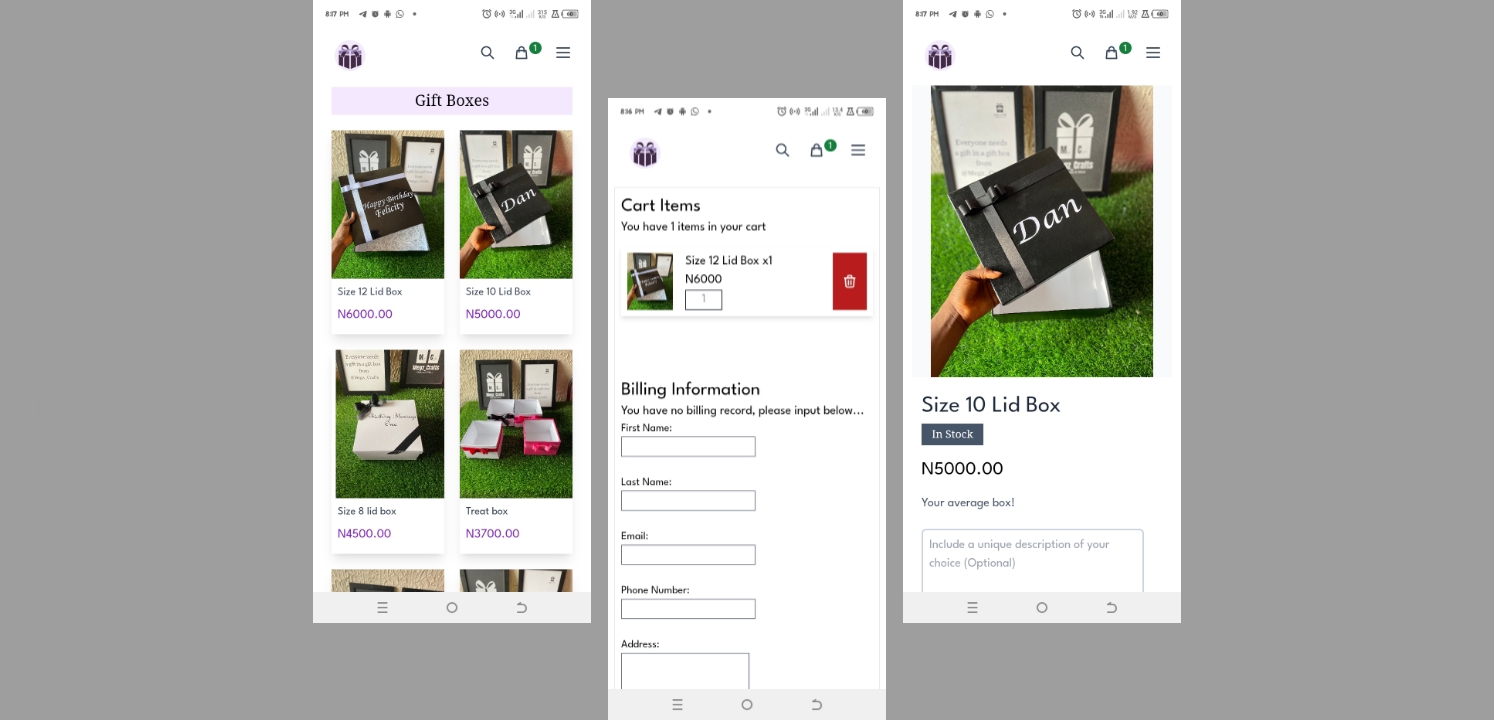 8:17 PM
1
Gift Boxes
Happy Birthday
Felicity
Dan
Size 12 Lid Box
Size 10 Lid Box
N6000.00
N5000.00
Size 8 lid box
Treat box
N4500.00
N3700.00
8:16 PM
1
Cart Items
You have 1 items in your cart
Size 12 Lid Box x1
N6000
1
Billing Information
You have no billing record, please input below...
First Name:
Last Name:
Email:
Phone Number:
Address:
8:17 PM
1
Everyone needs
a gift in a gift box
from
Dan
Size 10 Lid Box
In Stock
N5000.00
Your average box!
Include a unique description of your
choice (Optional)